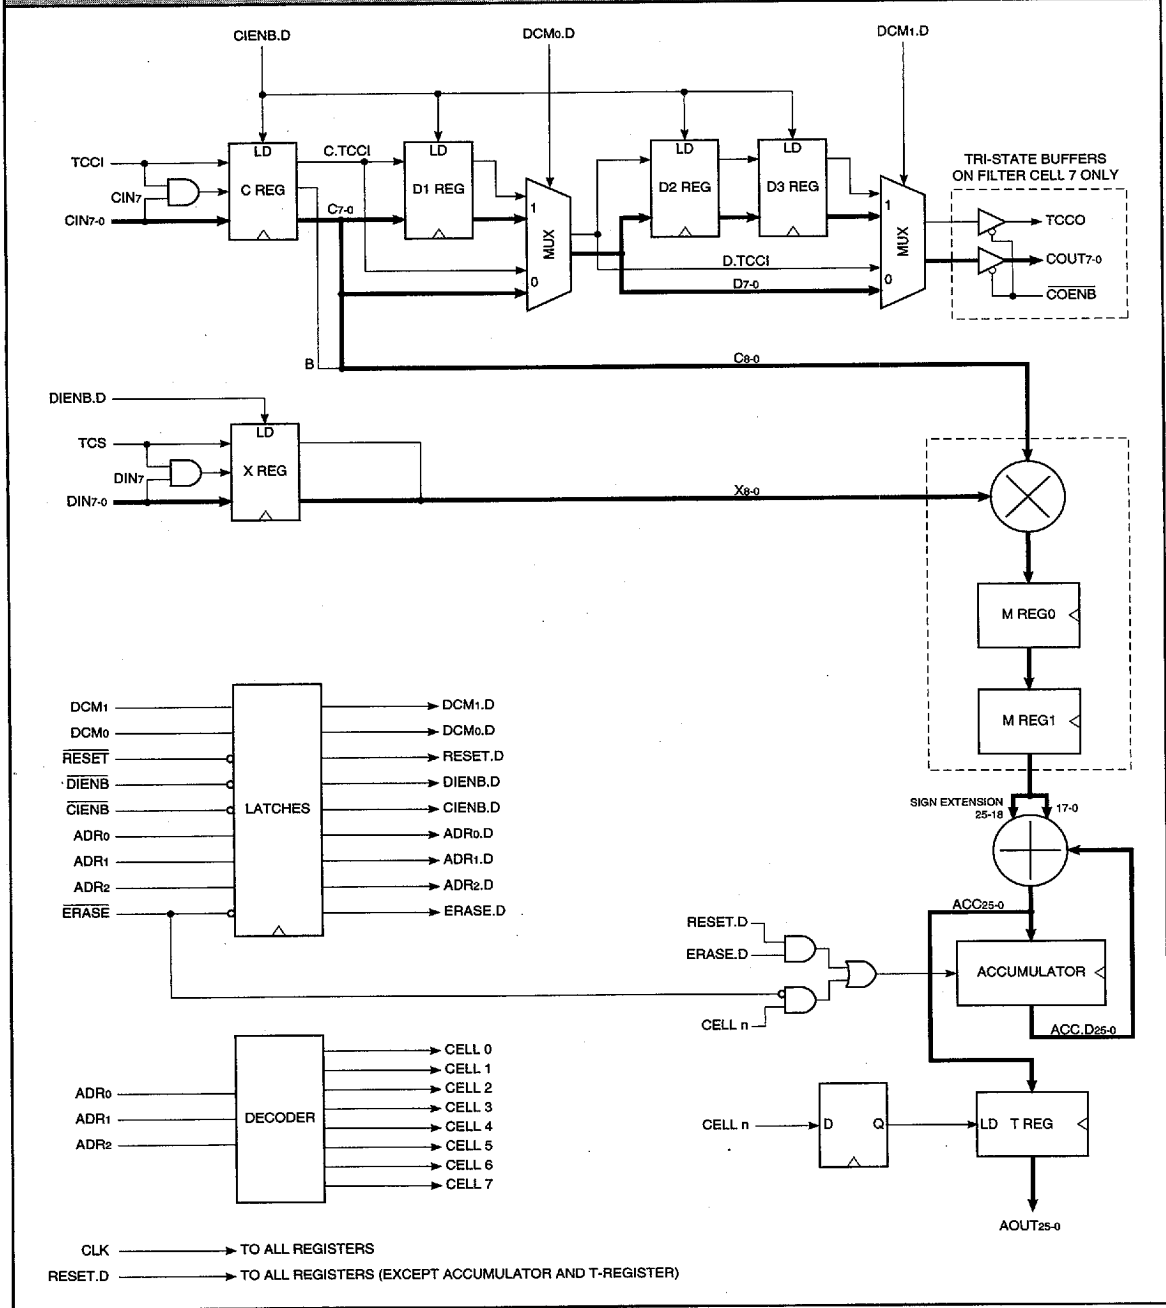 CIENB.D
DCM0.D
DCM1.D
TCCI
CIN7
CIN7-0
LD
C REG
C.TCCI
C7-0
LD
D1 REG
1
MUX
0
LD
D2 REG
LD
D3 REG
D.TCCI
D7-0
1
MUX
0
TRI-STATE BUFFERS
ON FILTER CELL 7 ONLY
TCCO
COUT7-0
COENB
B
C8-0
DIENB.D
TCS
DIN7
DIN7-0
LD
X REG
X8-0
M REG0
M REG1
SIGN EXTENSION
25-18
17-0
DCM1
DCM0
RESET
DIENB
CIENB
ADR0
ADR1
ADR2
ERASE
LATCHES
DCM1.D
DCM0.D
RESET.D
DIENB.D
CIENB.D
ADR0.D
ADR1.D
ADR2.D
ERASE.D
RESET.D
ERASE.D
CELL n
ACC25-0
ACCUMULATOR
ACC.D25-0
ADR0
ADR1
ADR2
DECODER
CELL 0
CELL 1
CELL 2
CELL 3
CELL 4
CELL 5
CELL 6
CELL 7
CELL n
D
Q
LD T REG
AOUT25-0
CLK TO ALL REGISTERS
RESET.D TO ALL REGISTERS (EXCEPT ACCUMULATOR AND T-REGISTER)